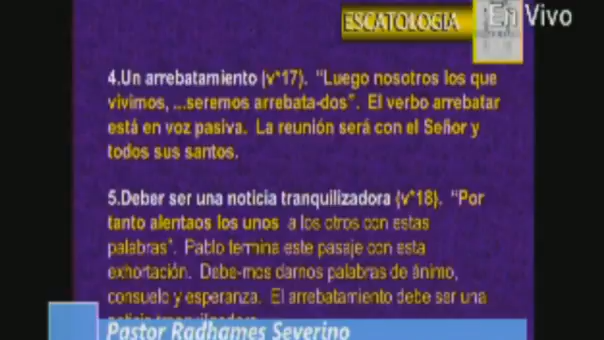 ESCATOLOGIA
En Vivo
4.Un arrebatamiento (v*17). "Luego nosotros los que
vivimos, ...seremos arrebata-dos". El verbo arrebatar
está en voz pasiva. La reunión será con el Señor y
todos sus santos.
5.Deber ser una noticia tranquilizadora (v*18). "Por
tanto alentaos los unos a los otros con estas
palabras". Pablo termina este pasaje con esta
exhortación. Debe-mos darnos palabras de ánimo,
consuelo y esperanza. El arrebatamiento debe ser una
Pastor Radhames Severino